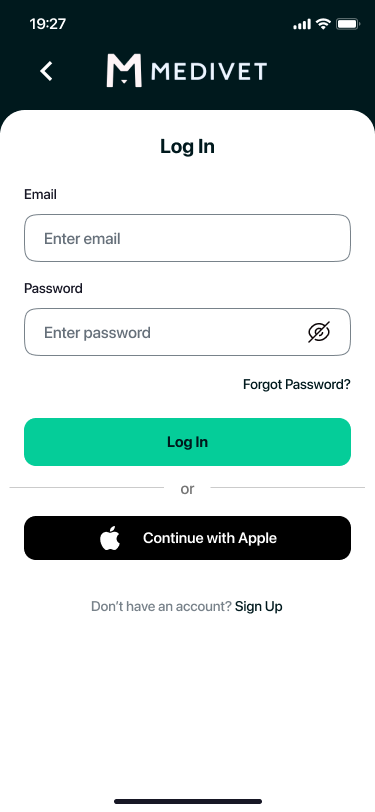 19:27
MEDIVET
Log In
Email
Enter email
Password
Enter password
Forgot Password?
Log In
or
Continue with Apple
Don't have an account? Sign Up